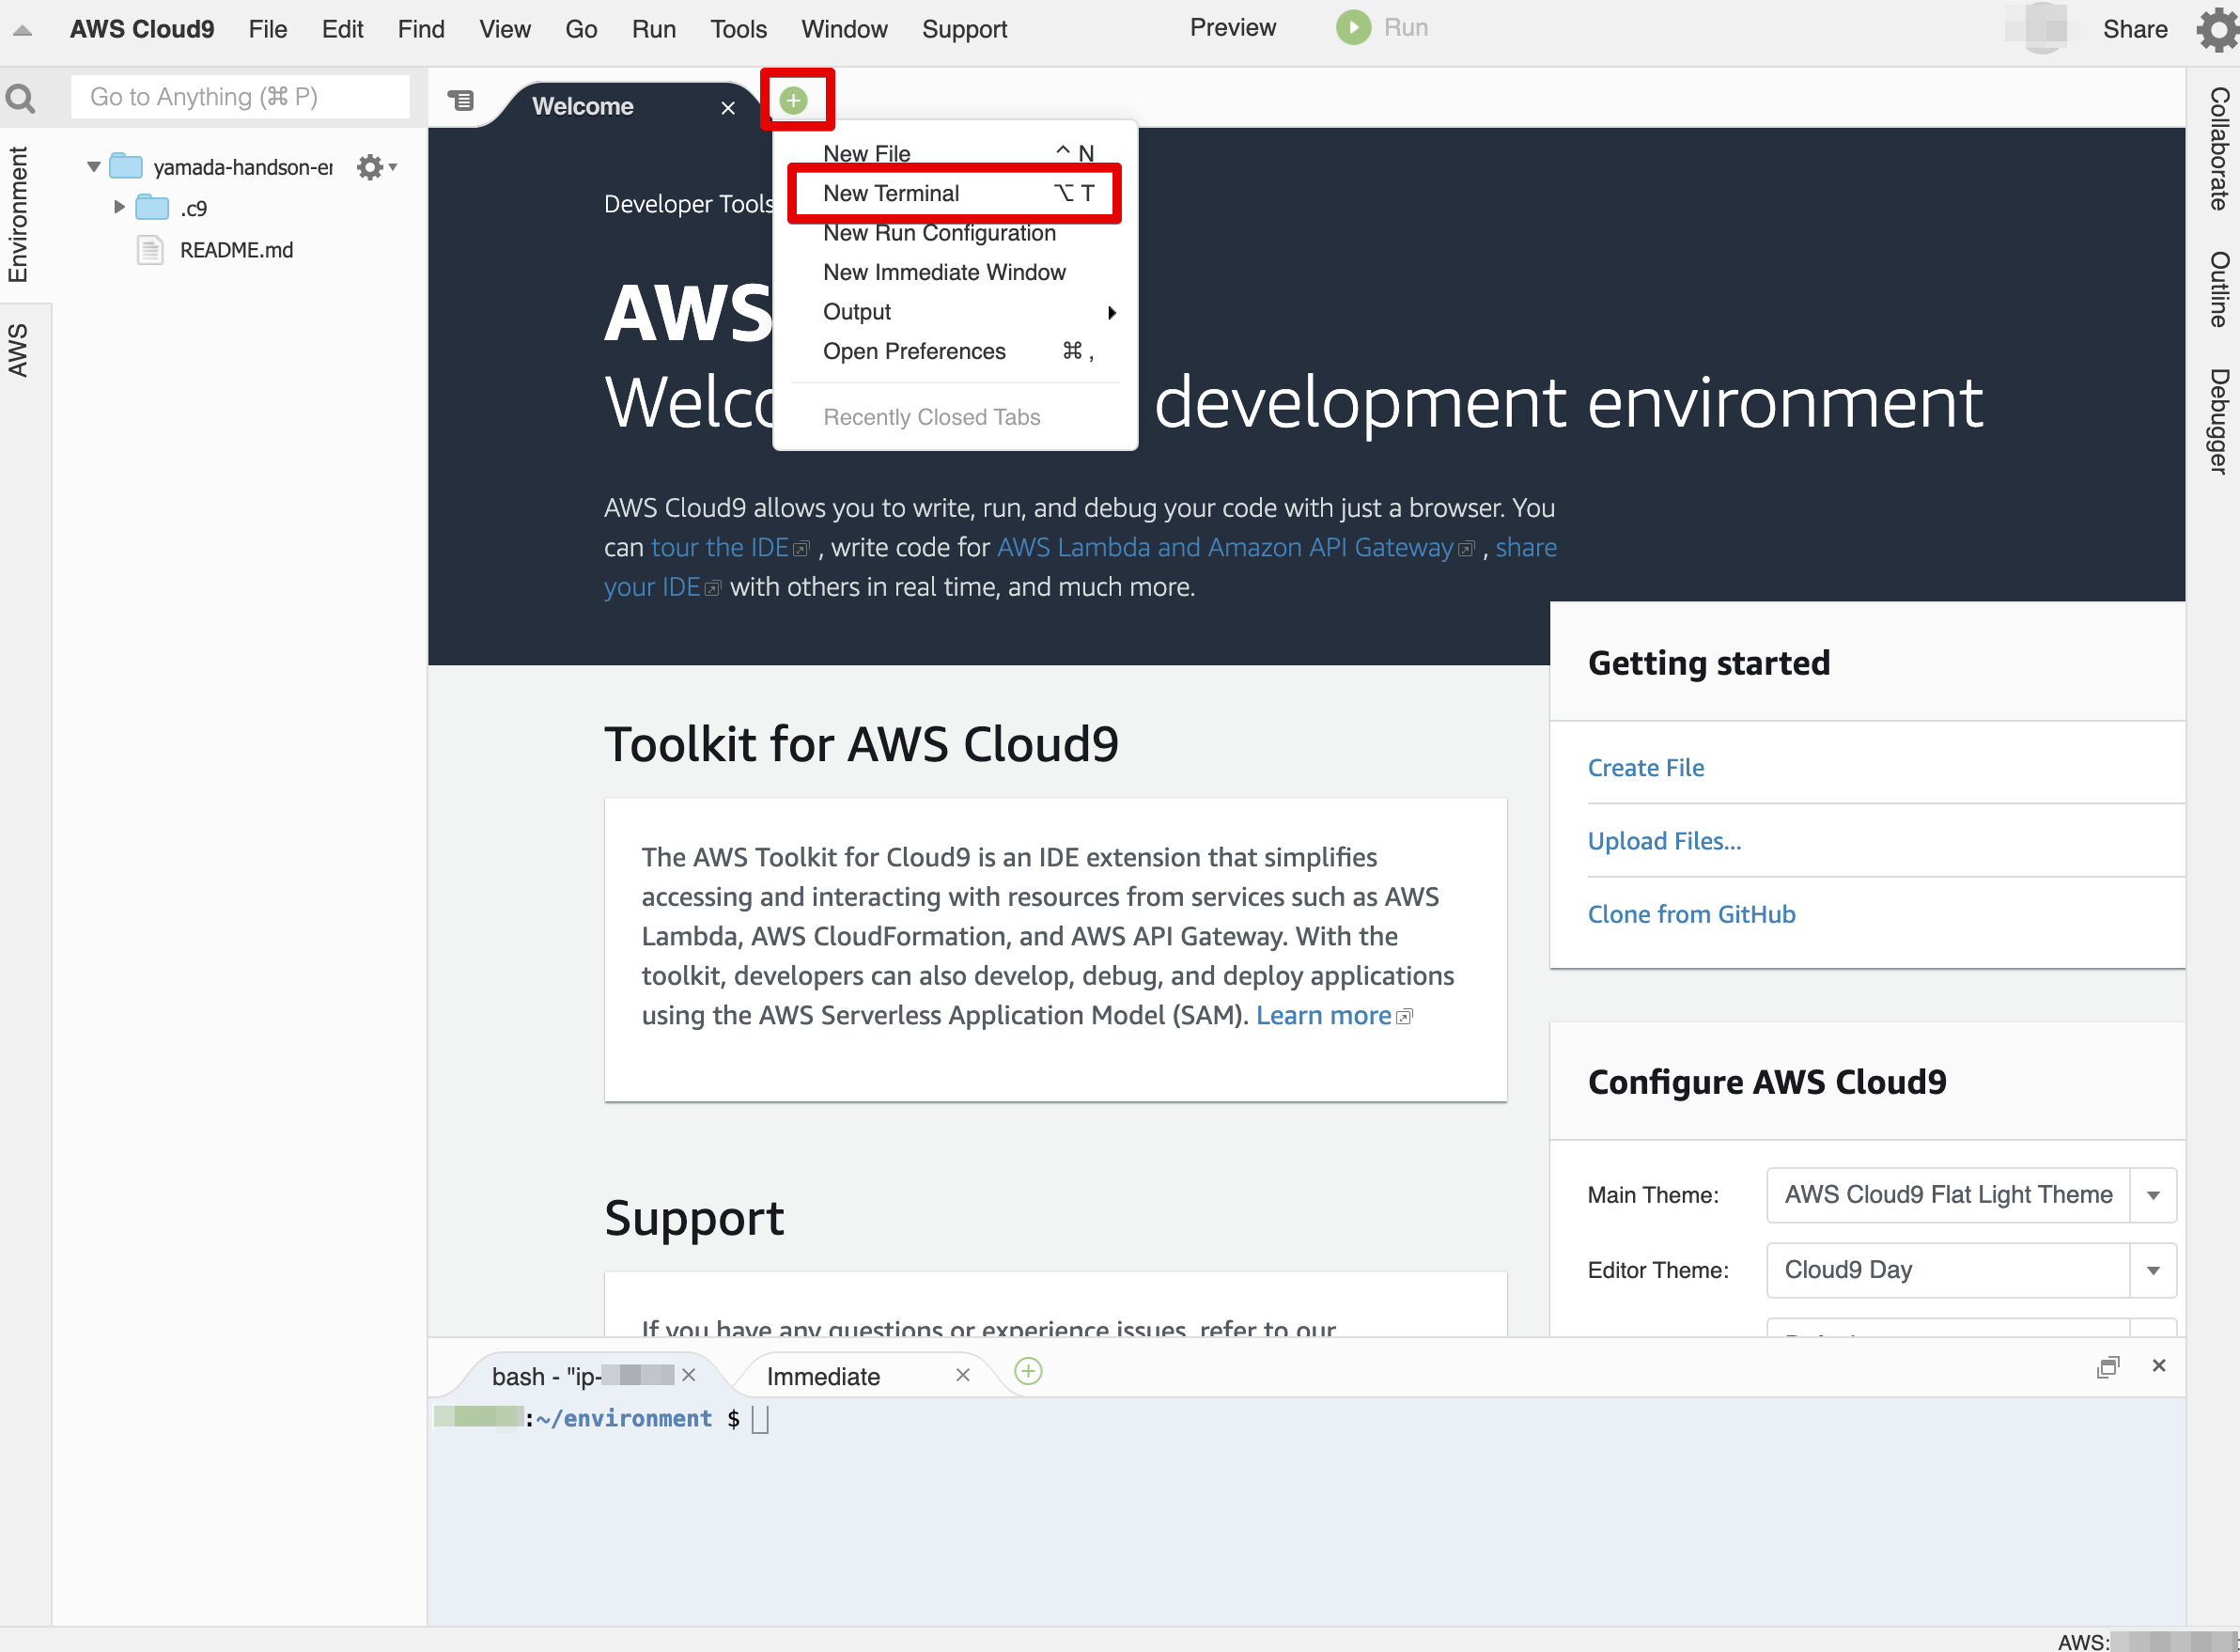 AWS Cloud9 File Edit Find View Go Run Tools Window Support Preview Run Share
Go to Anything (⌘ P)
Welcome
Environment
AWS
yamada-handson-er
.c9
README.md
New File ^ N
New Terminal ⌥ T
New Run Configuration
New Immediate Window
Output
Open Preferences ⌘ ,
Recently Closed Tabs
Developer Tools
AWS
Welco development environment
AWS Cloud9 allows you to write, run, and debug your code with just a browser. You
can tour the IDE , write code for AWS Lambda and Amazon API Gateway , share
your IDE with others in real time, and much more.
Getting started
Create File
Upload Files...
Clone from GitHub
Toolkit for AWS Cloud9
The AWS Toolkit for Cloud9 is an IDE extension that simplifies
accessing and interacting with resources from services such as AWS
Lambda, AWS CloudFormation, and AWS API Gateway. With the
toolkit, developers can also develop, debug, and deploy applications
using the AWS Serverless Application Model (SAM). Learn more
Configure AWS Cloud9
Main Theme: AWS Cloud9 Flat Light Theme
Editor Theme: Cloud9 Day
Support
If you have any questions or experience issues, refer to our
bash - "ip-
Immediate
:~/environment $
Collaborate
Outline
Debugger
AWS: